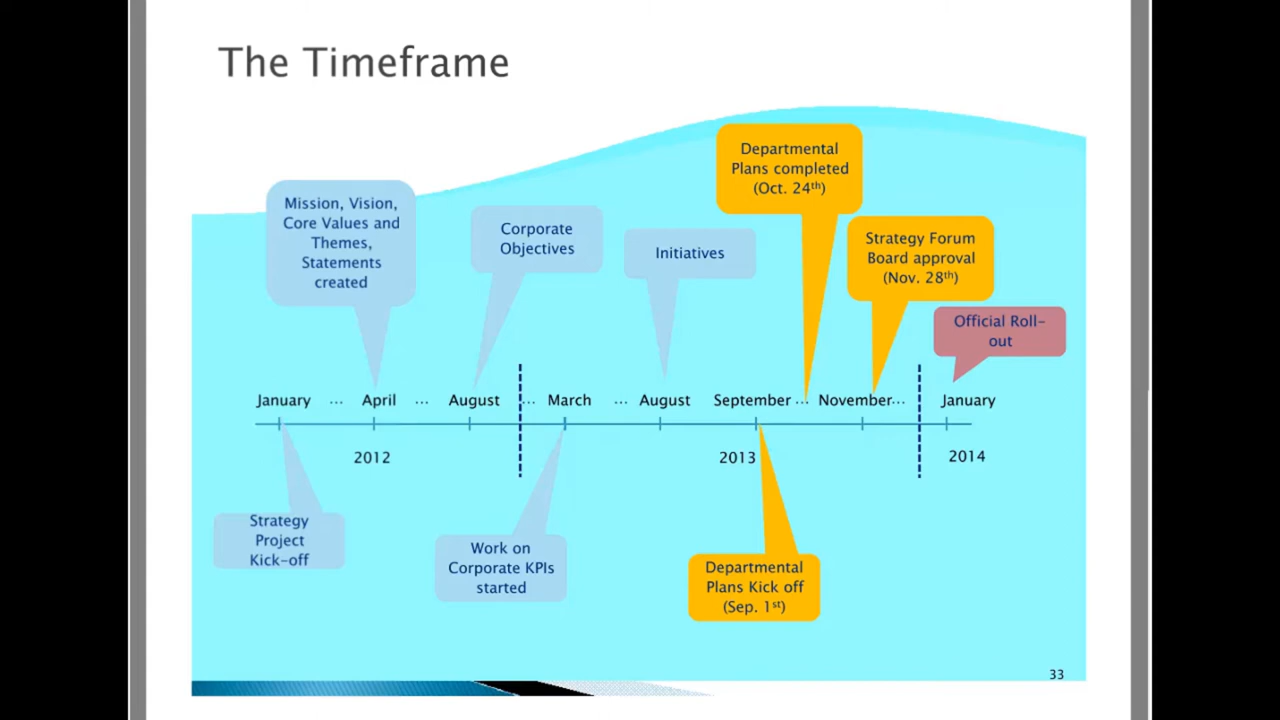 The Timeframe
Departmental
Plans completed
(Oct. 24th)
Mission, Vision,
Core Values and
Themes,
Statements
created
Corporate
Objectives
Initiatives
Strategy Forum
Board approval
(Nov. 28th)
Official Roll-
out
January ... April ... August ... March ... August September ... November... January
2012 2013 2014
Strategy
Project
Kick-off
Work on
Corporate KPIs
started
Departmental
Plans Kick off
(Sep. 1st)
33